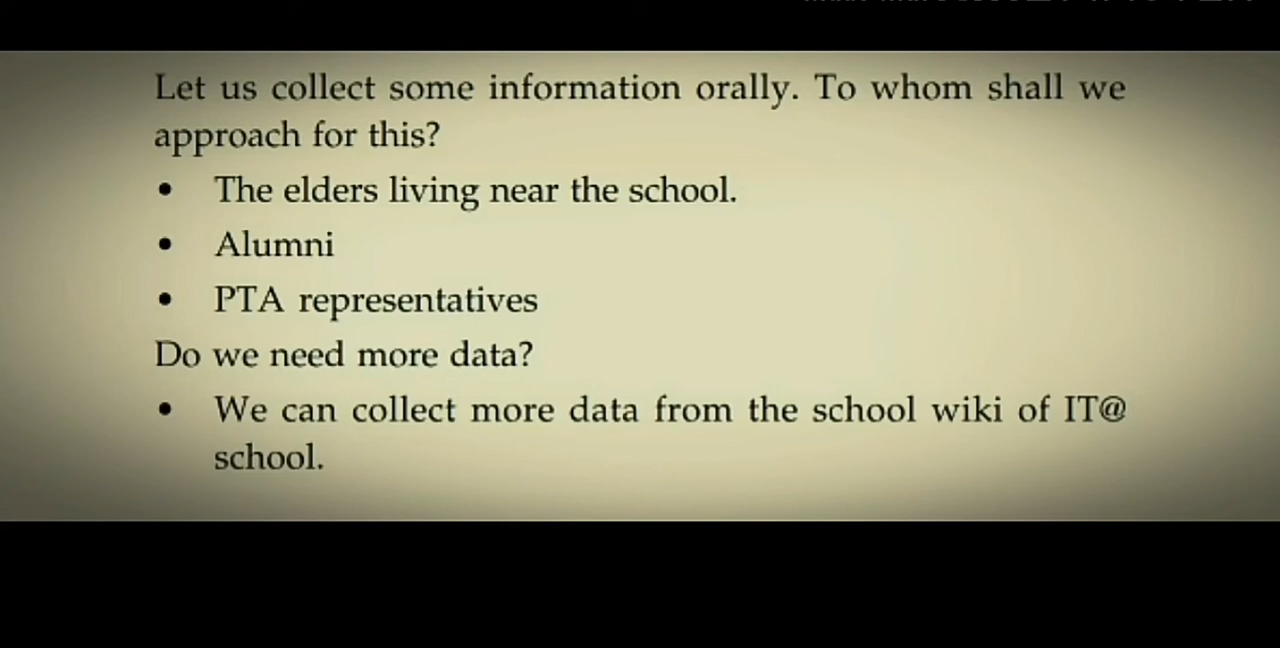 Let us collect some information orally. To whom shall we
approach for this?
• The elders living near the school.
• Alumni
• PTA representatives
Do we need more data?
• We can collect more data from the school wiki of IT@
school.